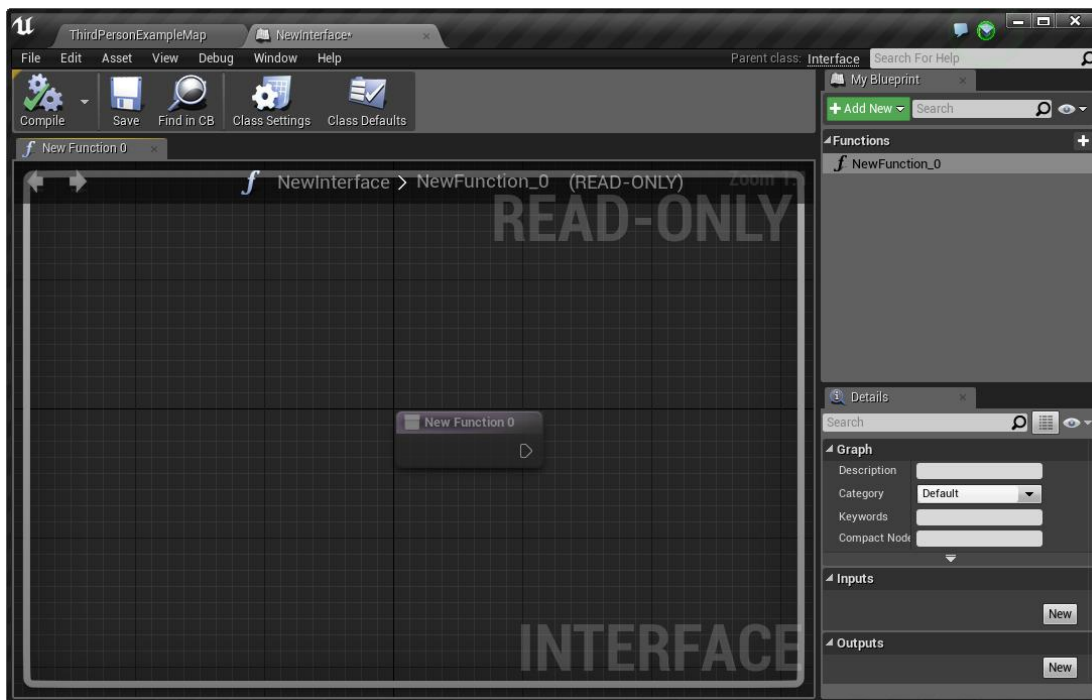 ThirdPersonExampleMap
NewInterface*
File Edit Asset View Debug Window Help
Parent class: Interface
Search For Help
Compile
Save
Find in CB
Class Settings
Class Defaults
My Blueprint
Add New
Search
Functions
NewFunction_0
New Function 0
NewInterface > NewFunction_0 (READ-ONLY)
READ-ONLY
New Function 0
INTERFACE
Details
Search
Graph
Description
Category Default
Keywords
Compact Node
Inputs
New
Outputs
New